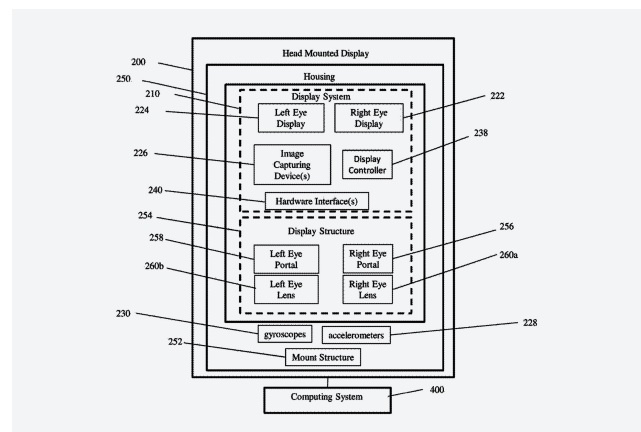 Head Mounted Display
200
250
Housing
210
Display System
224
Left Eye
Display
Right Eye
Display
222
226
Image
Capturing
Device(s)
Display
Controller
238
240
Hardware Interface(s)
254
Display Structure
258
Left Eye
Portal
Right Eye
Portal
256
260b
Left Eye
Lens
Right Eye
Lens
260a
230
gyroscopes
accelerometers
228
252
Mount Structure
Computing System
400